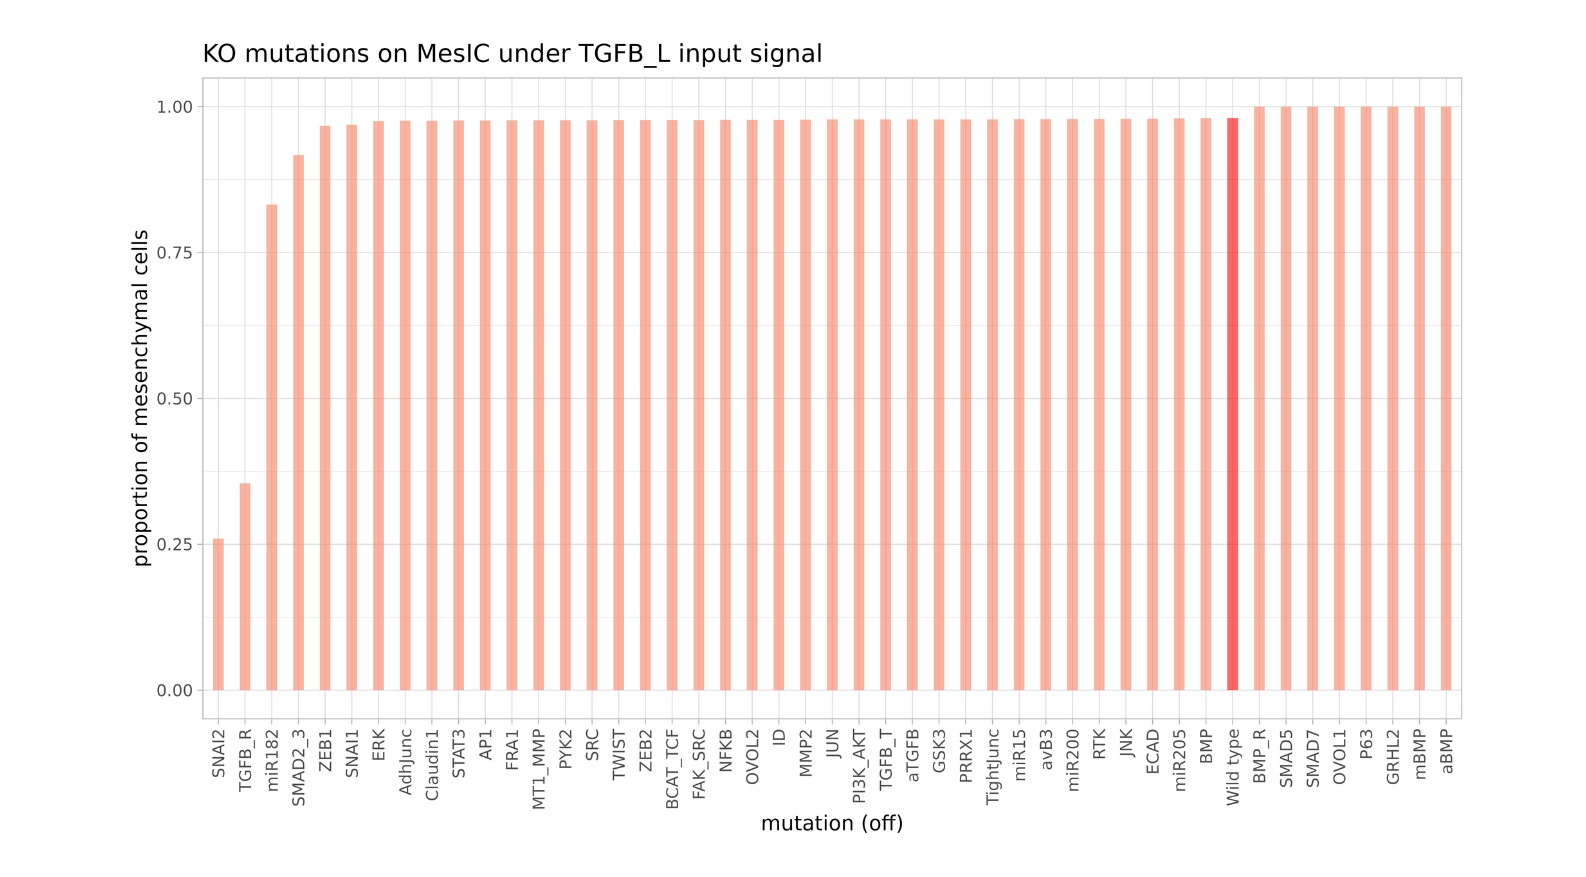 KO mutations on MesIC under TGFB_L input signal
proportion of mesenchymal cells
1.00
0.75
0.50
0.25
0.00
SNAI2
TGFB_R
miR182
SMAD2_3
ZEB1
SNAI1
ERK
AdhJunc
Claudin1
STAT3
AP1
FRA1
MT1_MMP
PYK2
SRC
TWIST
ZEB2
BCAT_TCF
FAK_SRC
NFKB
OVOL2
ID
MMP2
JUN
PI3K_AKT
TGFB_T
aTGFB
GSK3
PRRX1
TightJunc
miR15
avB3
miR200
RTK
JNK
ECAD
miR205
BMP
Wild type
BMP_R
SMAD5
SMAD7
OVOL1
P63
GRHL2
mBMP
aBMP
mutation (off)